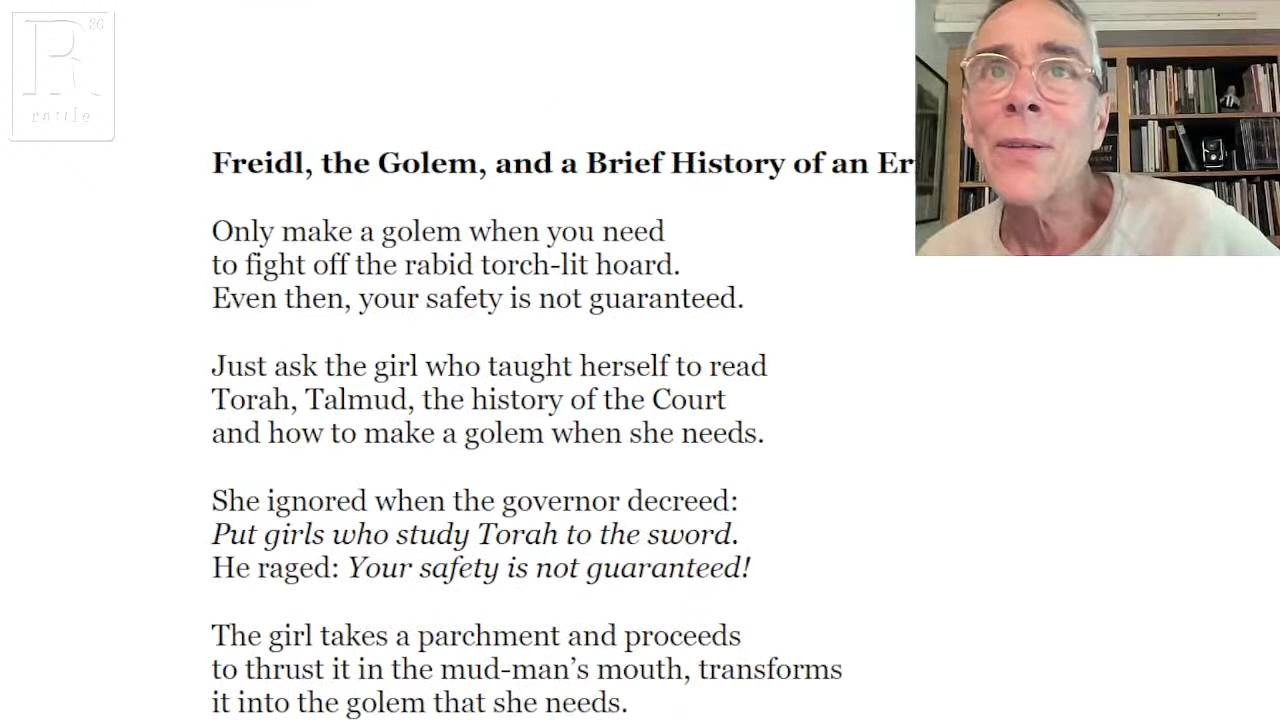 R 26
rattle
Freidl, the Golem, and a Brief History of an
Only make a golem when you need
to fight off the rabid torch-lit hoard.
Even then, your safety is not guaranteed.
Just ask the girl who taught herself to read
Torah, Talmud, the history of the Court
and how to make a golem when she needs.
She ignored when the governor decreed:
Put girls who study Torah to the sword.
He raged: Your safety is not guaranteed!
The girl takes a parchment and proceeds
to thrust it in the mud-man’s mouth, transforms
it into the golem that she needs.